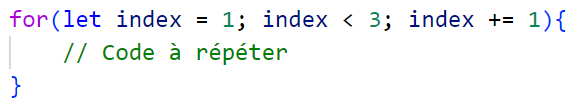 for(let index = 1; index < 3; index += 1){
    // Code à répéter
}